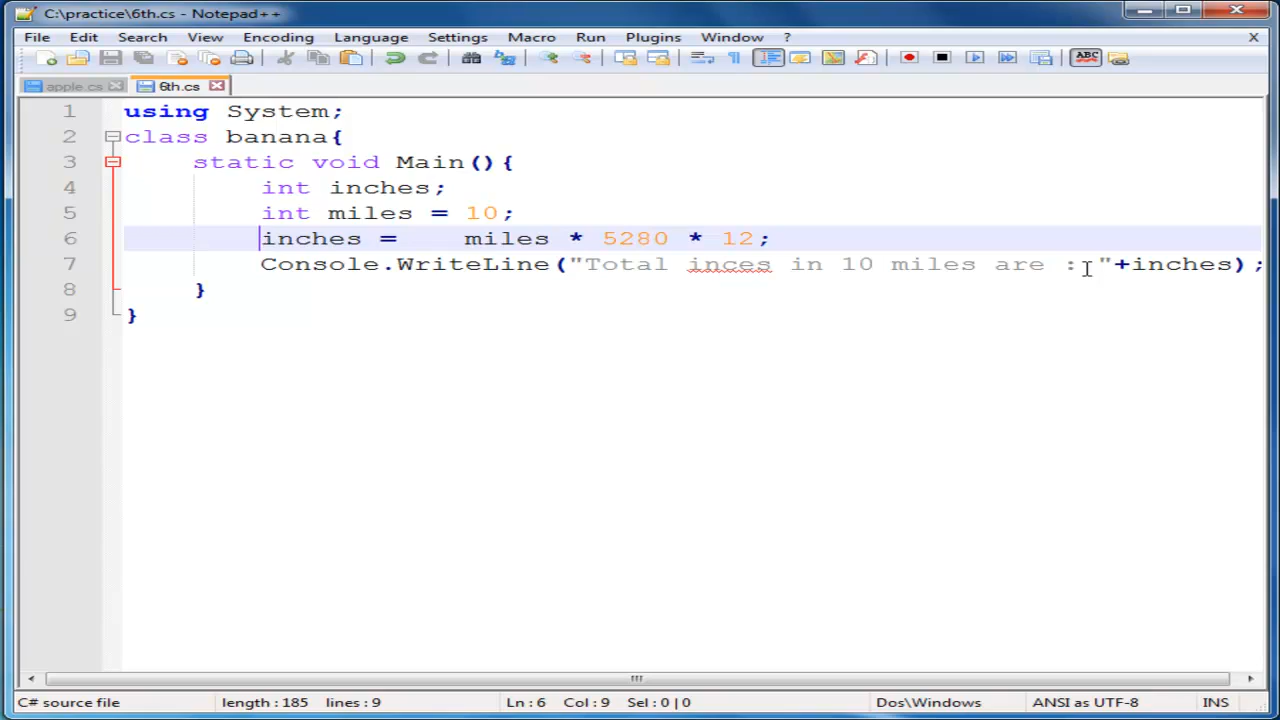 C:\practice\6th.cs - Notepad++
File Edit Search View Encoding Language Settings Macro Run Plugins Window ? X
ABC
apple.cs 6th.cs
1 using System;
2 class banana{
3 static void Main(){
4 int inches;
5 int miles = 10;
6 inches = miles * 5280 * 12;
7 Console.WriteLine("Total inces in 10 miles are : "+inches);
8 }
9 }
C# source file length : 185 lines : 9 Ln : 6 Col : 9 Sel : 0 | 0 Dos\Windows ANSI as UTF-8 INS